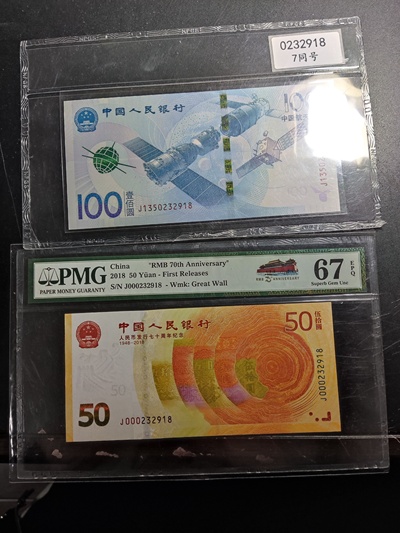 0232918
7同号
中国人民银行
100
壹佰圆
J1350232918
PMG
PAPER MONEY GUARANTY
China "RMB 70th Anniversary"
2018 50 Yüan - First Releases
S/N J000232918 - Wmk: Great Wall
67 EPQ
Superb Gem Unc
中国人民银行
50
伍拾圆
人民币发行七十周年纪念
1948-2018
50
J000232918
J000232918